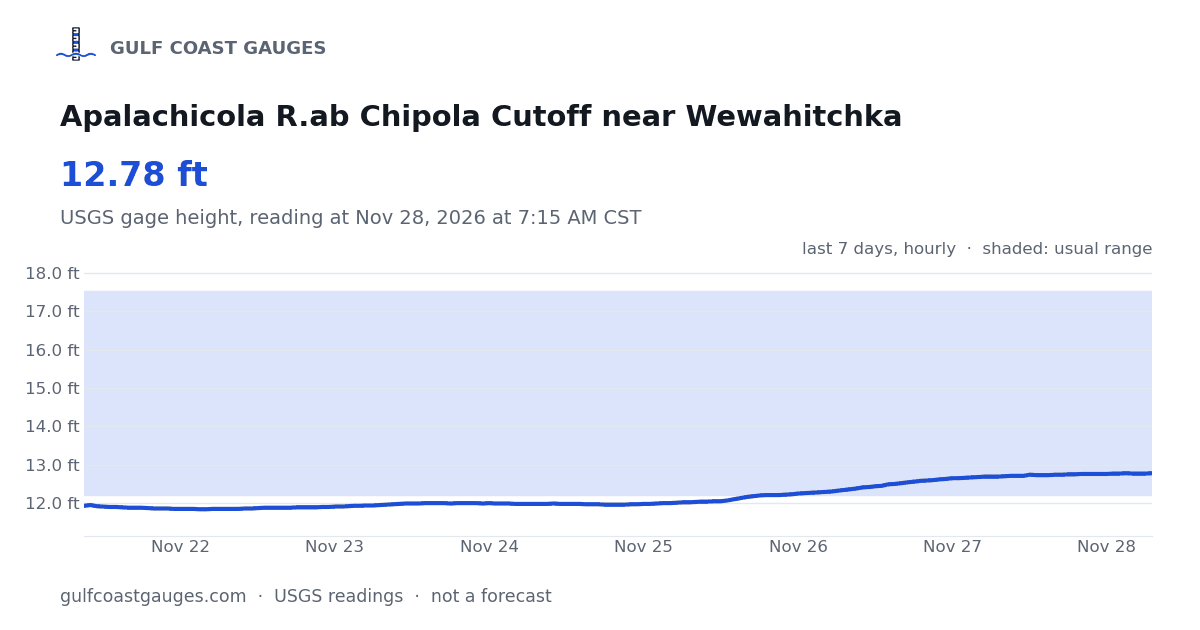 GULF COAST GAUGES
Apalachicola R.ab Chipola Cutoff near Wewahitchka
12.78 ft
USGS gage height, reading at Nov 28, 2026 at 7:15 AM CST
last 7 days, hourly · shaded: usual range
18.0 ft
17.0 ft
16.0 ft
15.0 ft
14.0 ft
13.0 ft
12.0 ft
Nov 22 Nov 23 Nov 24 Nov 25 Nov 26 Nov 27 Nov 28
gulfcoastgauges.com · USGS readings · not a forecast